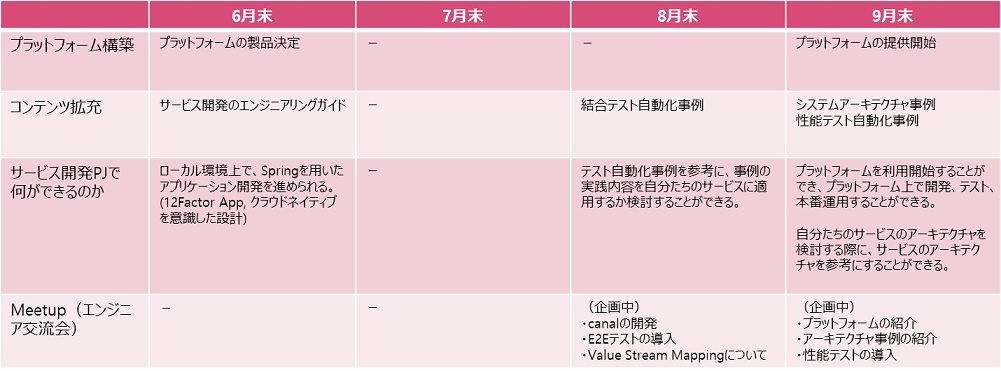 6月末 7月末 8月末 9月末
プラットフォーム構築 プラットフォームの製品決定 － － プラットフォームの提供開始
コンテンツ拡充 サービス開発のエンジニアリングガイド － 結合テスト自動化事例 システムアーキテクチャ事例
性能テスト自動化事例
サービス開発PJで
何ができるのか
ローカル環境上で、Springを用いた
アプリケーション開発を進められる。
(12Factor App, クラウドネイティブ
を意識した設計)
－
テスト自動化事例を参考に、事例の
実践内容を自分たちのサービスに適
用するか検討することができる。
プラットフォームを利用開始することが
でき、プラットフォーム上で開発、テスト、
本番運用することができる。
自分たちのサービスのアーキテクチャを
検討する際に、サービスのアーキテク
チャを参考にすることができる。
Meetup（エンジニ
ア交流会）
－
－
（企画中）
・canalの開発
・E2Eテストの導入
・Value Stream Mappingについて
（企画中）
・プラットフォームの紹介
・アーキテクチャ事例の紹介
・性能テストの導入